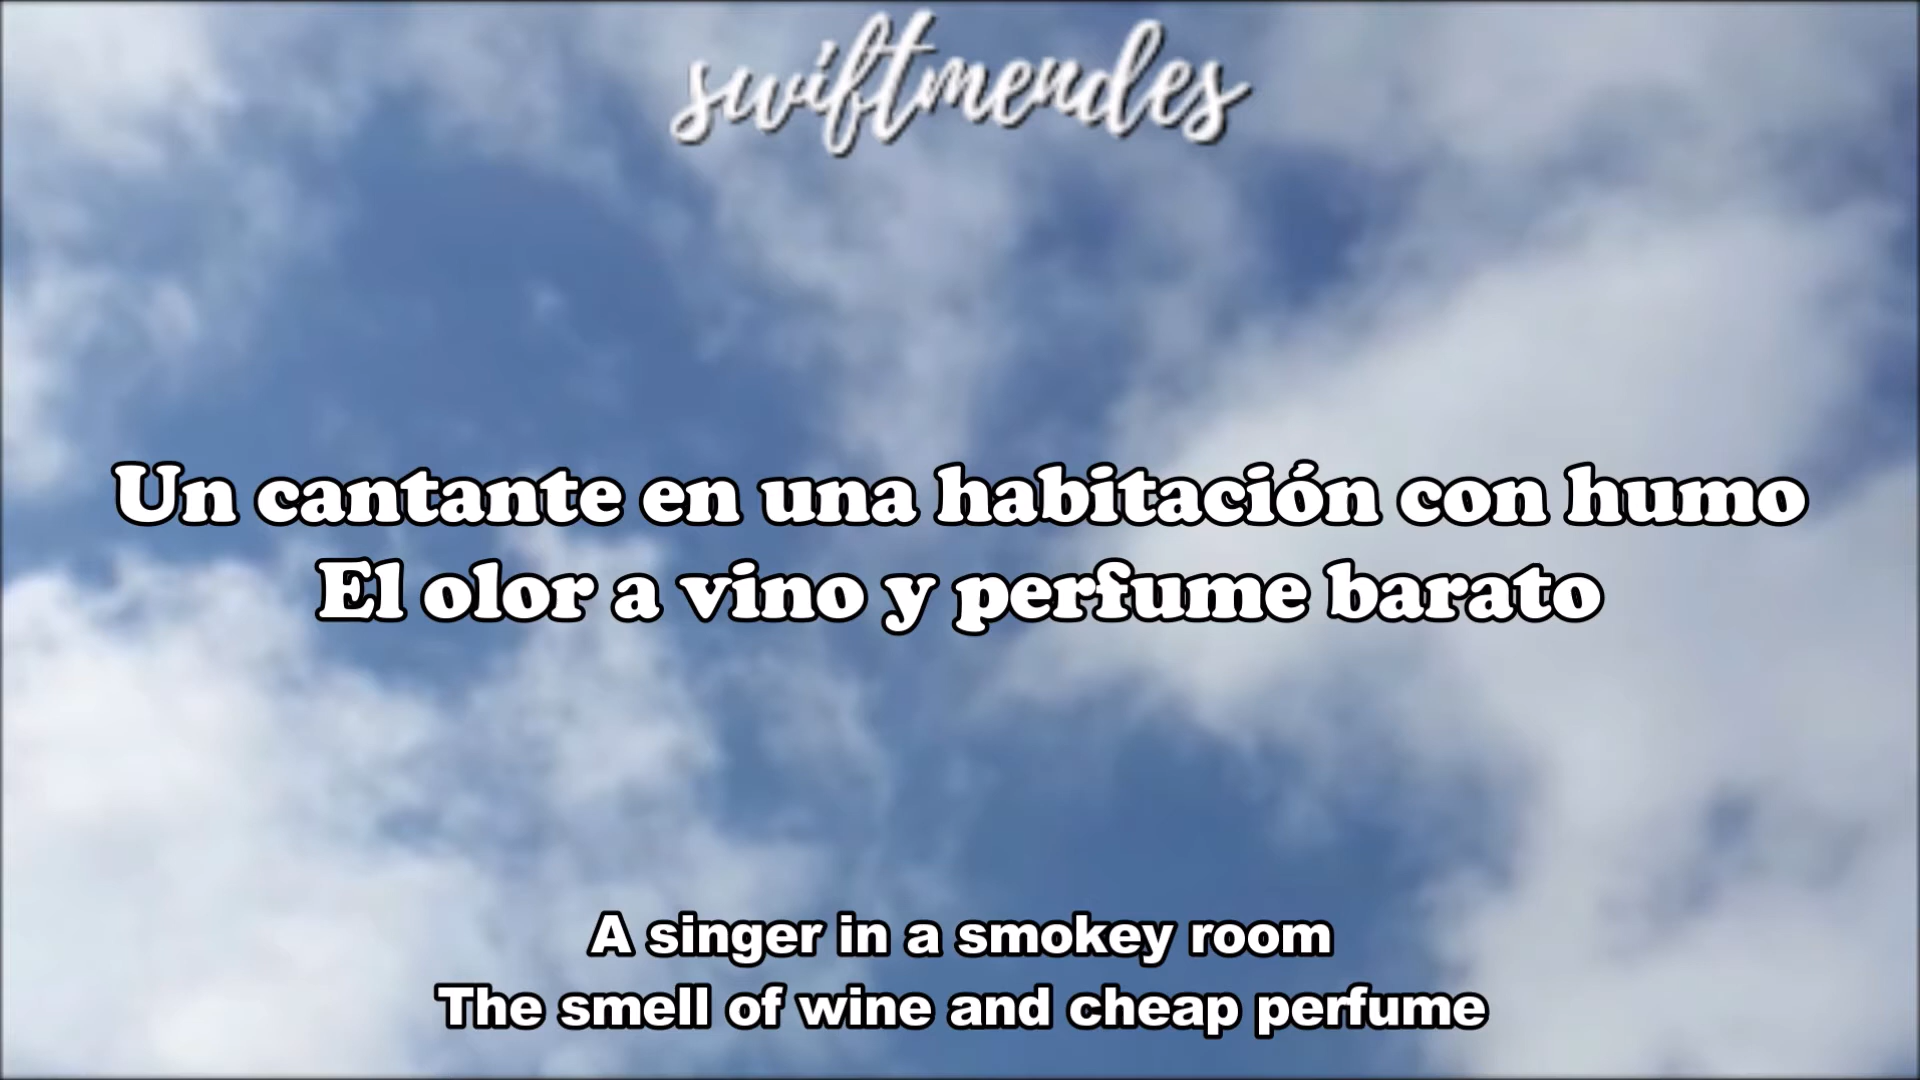 swiftmendes
Un cantante en una habitación con humo
El olor a vino y perfume barato
A singer in a smokey room
The smell of wine and cheap perfume